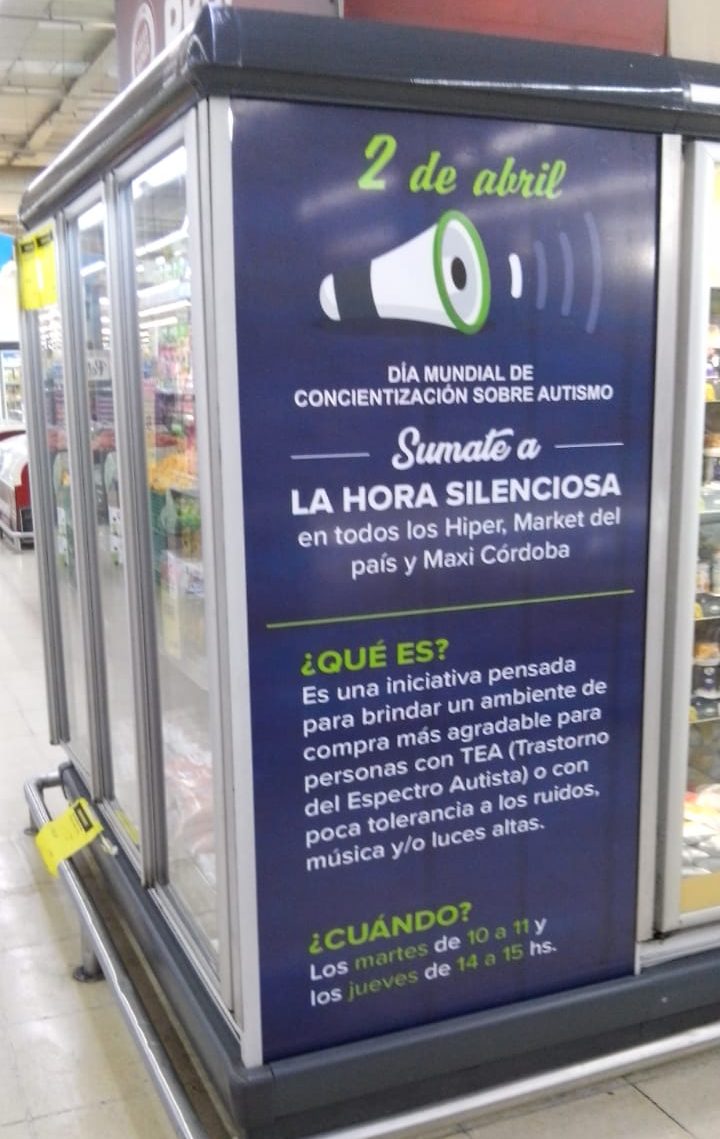 2 de abril
DÍA MUNDIAL DE
CONCIENTIZACIÓN SOBRE AUTISMO
Sumate a
LA HORA SILENCIOSA
en todos los Hiper, Market del
país y Maxi Córdoba
¿QUÉ ES?
Es una iniciativa pensada
para brindar un ambiente de
compra más agradable para
personas con TEA (Trastorno
del Espectro Autista) o con
poca tolerancia a los ruidos,
música y/o luces altas.
¿CUÁNDO?
Los martes de 10 a 11 y
los jueves de 14 a 15 hs.